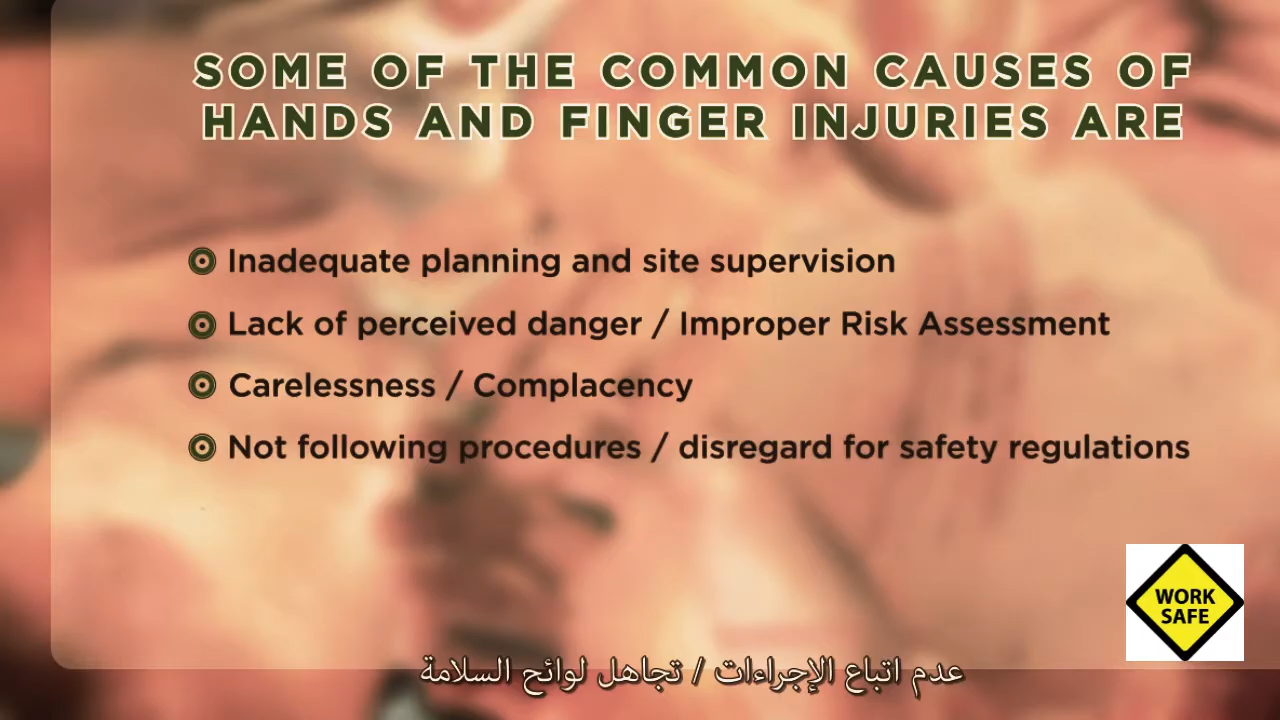 SOME OF THE COMMON CAUSES OF
HANDS AND FINGER INJURIES ARE
Inadequate planning and site supervision
Lack of perceived danger / Improper Risk Assessment
Carelessness / Complacency
Not following procedures / disregard for safety regulations
WORK
SAFE
عدم اتباع الإجراءات / تجاهل لوائح السلامة